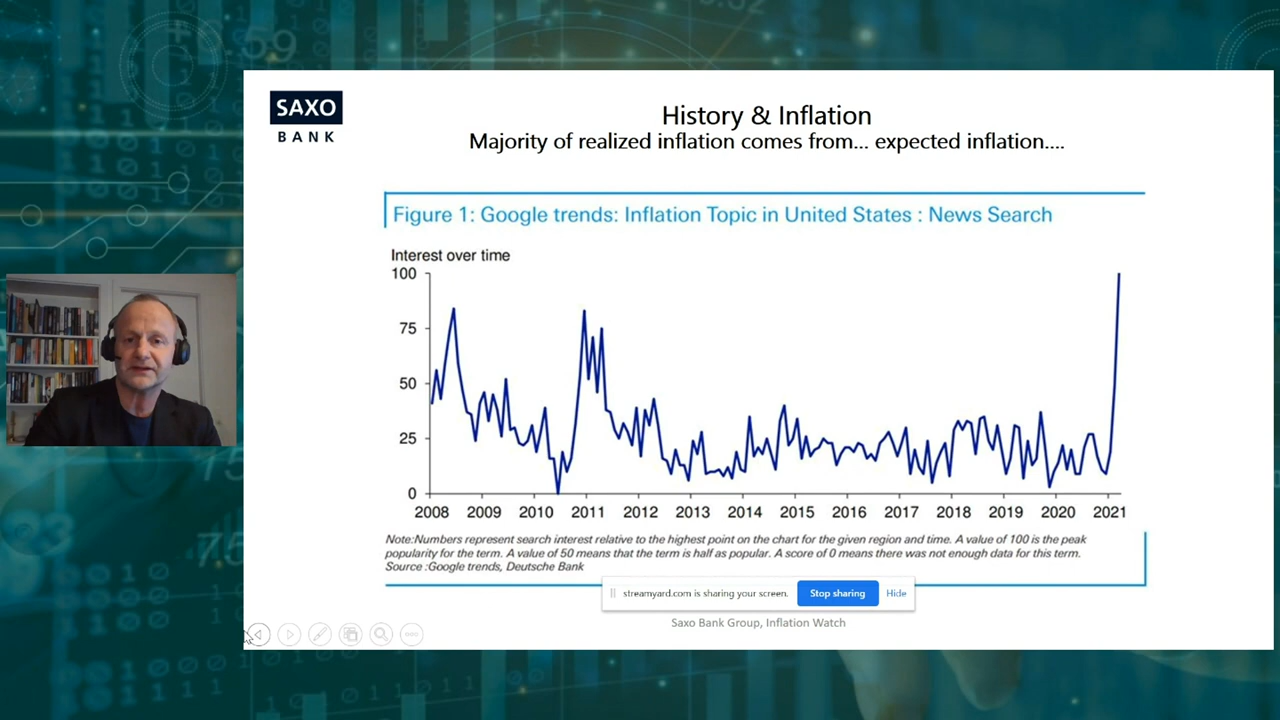 +3.59
SAXO
BANK
History & Inflation
Majority of realized inflation comes from... expected inflation....
Figure 1: Google trends: Inflation Topic in United States : News Search
Interest over time
100
75
50
25
0
2008 2009 2010 2011 2012 2013 2014 2015 2016 2017 2018 2019 2020 2021
Note:Numbers represent search interest relative to the highest point on the chart for the given region and time. A value of 100 is the peak
popularity for the term. A value of 50 means that the term is half as popular. A score of 0 means there was not enough data for this term.
Source :Google trends, Deutsche Bank
streamyard.com is sharing your screen.
Stop sharing
Hide
Saxo Bank Group, Inflation Watch